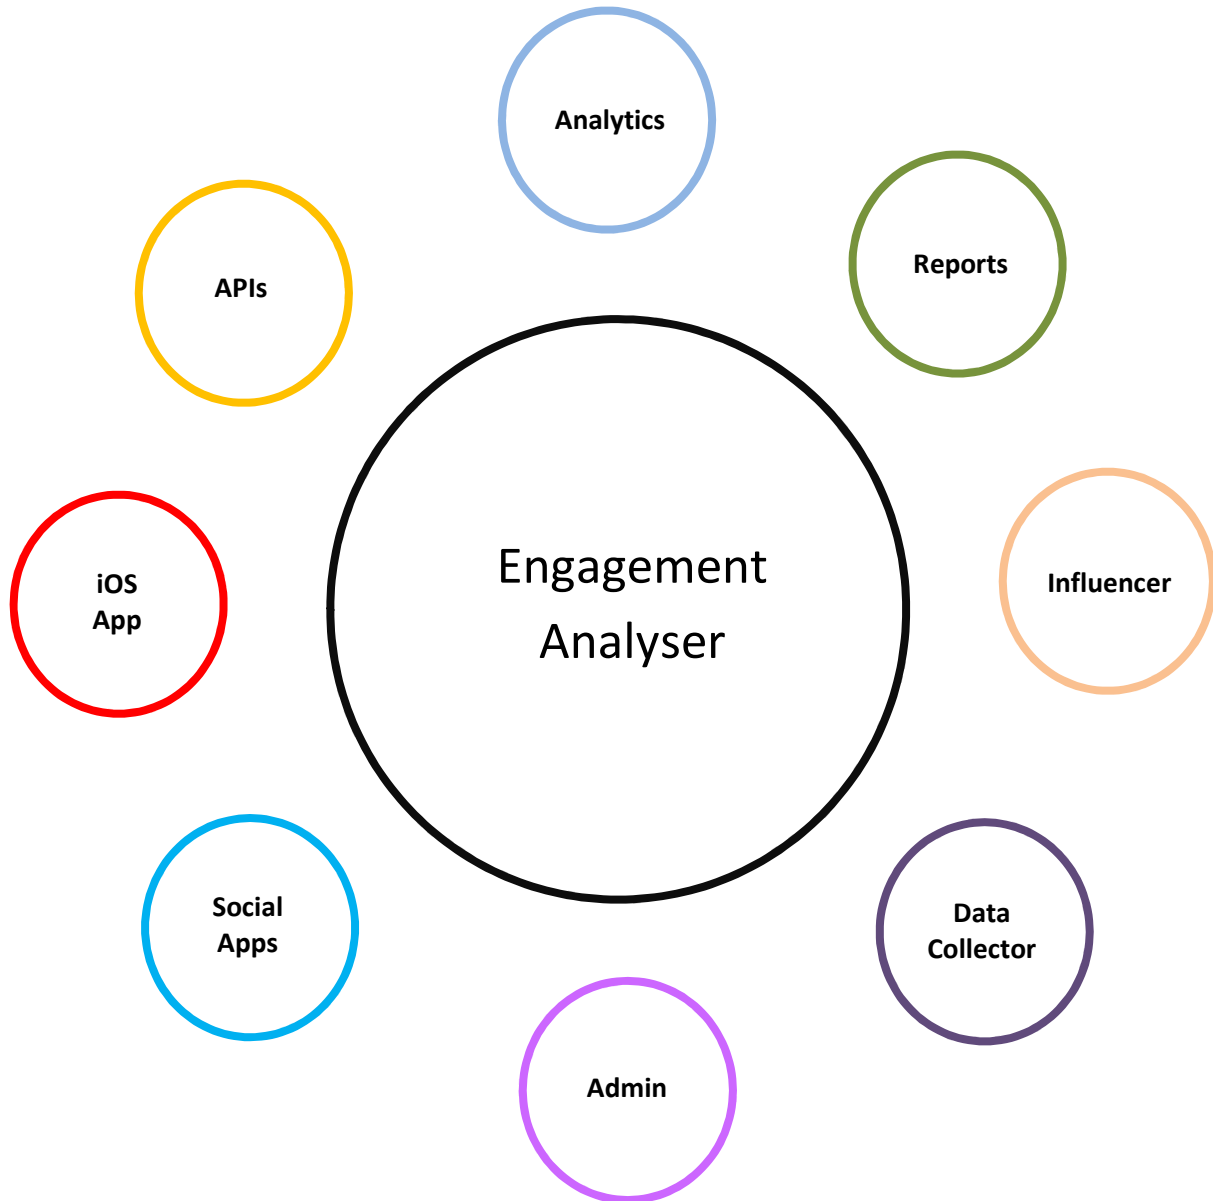 Analytics
Reports
APIs
Engagement
Analyser
iOS
App
Influencer
Social
Apps
Data
Collector
Admin